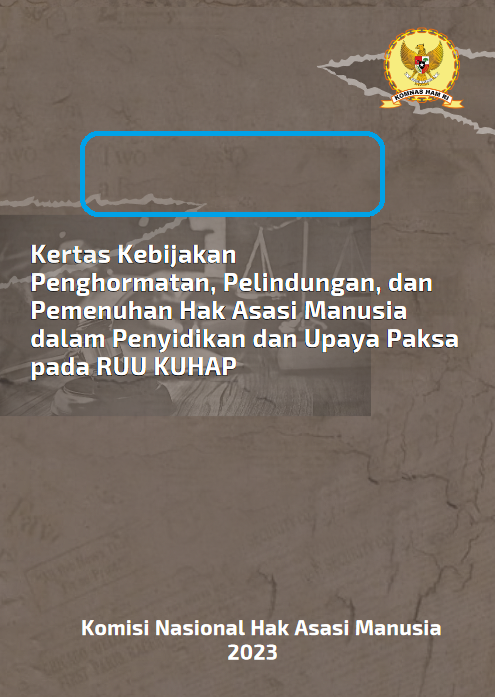 KOMNAS HAM RI
Kertas Kebijakan
Penghormatan, Pelindungan, dan
Pemenuhan Hak Asasi Manusia
dalam Penyidikan dan Upaya Paksa
pada RUU KUHAP
Komisi Nasional Hak Asasi Manusia
2023